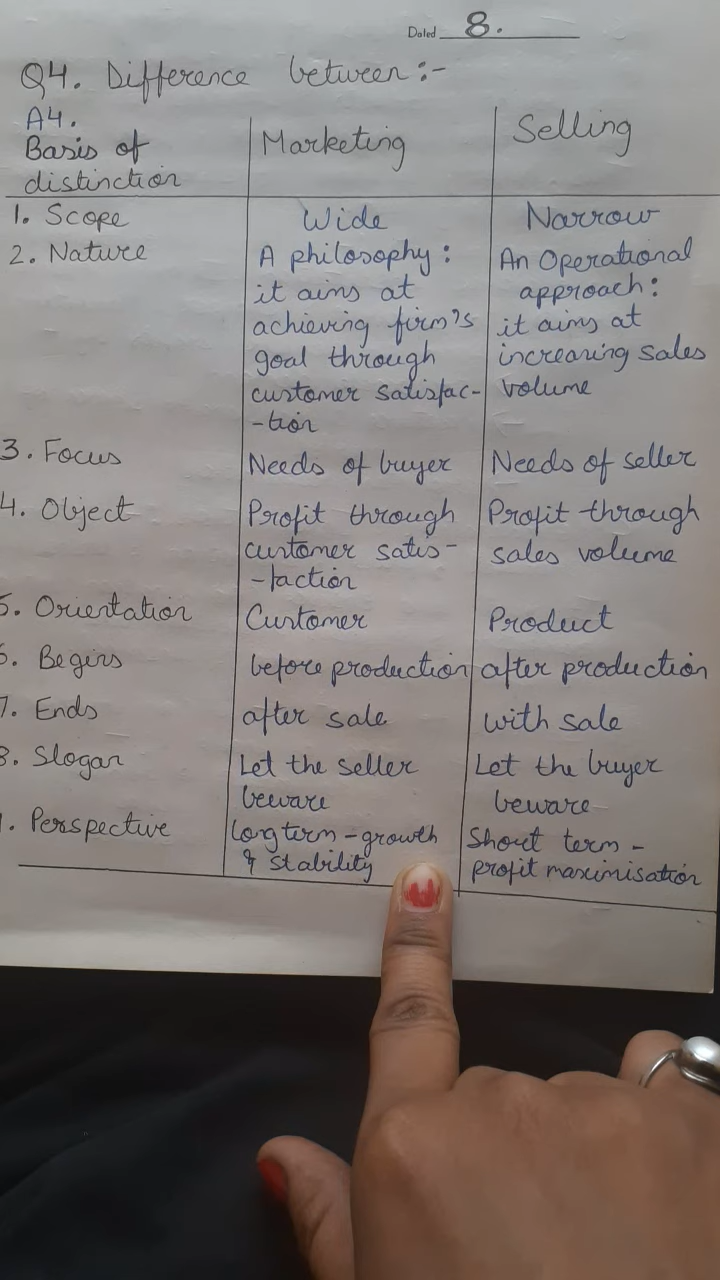 Dated 8.
Q4. Difference between :-
A4.
Basis of distinction | Marketing | Selling
1. Scope | Wide | Narrow
2. Nature | A philosophy : | An Operational
it aims at | approach :
achieving firm's | it aims at
goal through | increasing sales
customer satisfac- | volume
-tion
3. Focus | Needs of buyer | Needs of seller
4. Object | Profit through | Profit through
customer satis- | sales volume
-faction
5. Orientation | Customer | Product
6. Begins | before production | after production
7. Ends | after sale | with sale
8. Slogan | Let the seller | Let the buyer
beware | beware
9. Perspective | Long term - growth | Short term -
& stability | profit maximisation